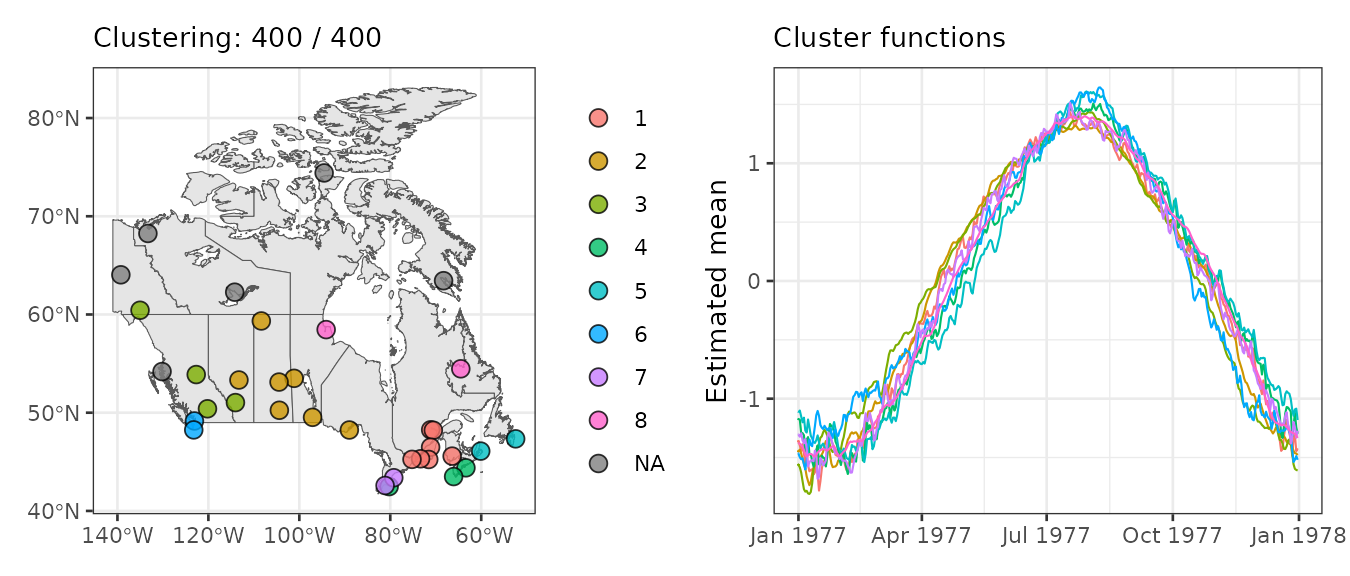 Clustering: 400 / 400
80°N
70°N
60°N
50°N
40°N
140°W 120°W 100°W 80°W 60°W
1
2
3
4
5
6
7
8
NA
Cluster functions
Estimated mean
1
0
-1
Jan 1977 Apr 1977 Jul 1977 Oct 1977 Jan 1978